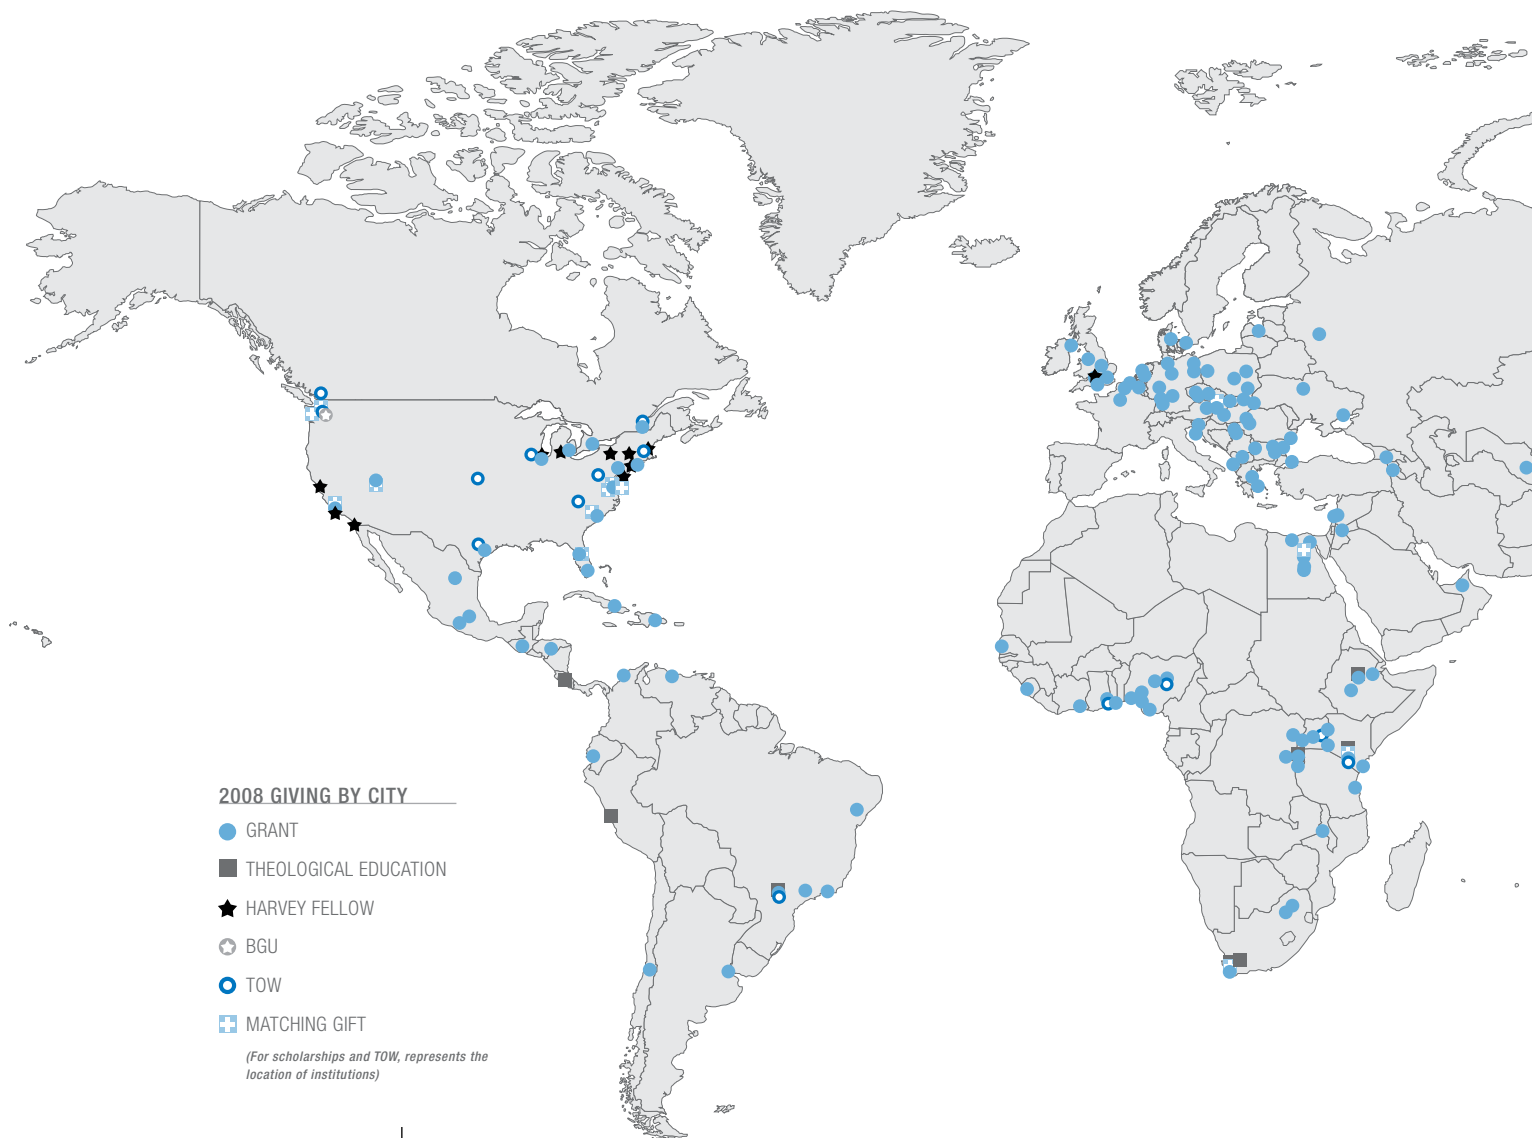 2008 GIVING BY CITY
GRANT
THEOLOGICAL EDUCATION
HARVEY FELLOW
BGU
TOW
MATCHING GIFT
(For scholarships and TOW, represents the
location of institutions)